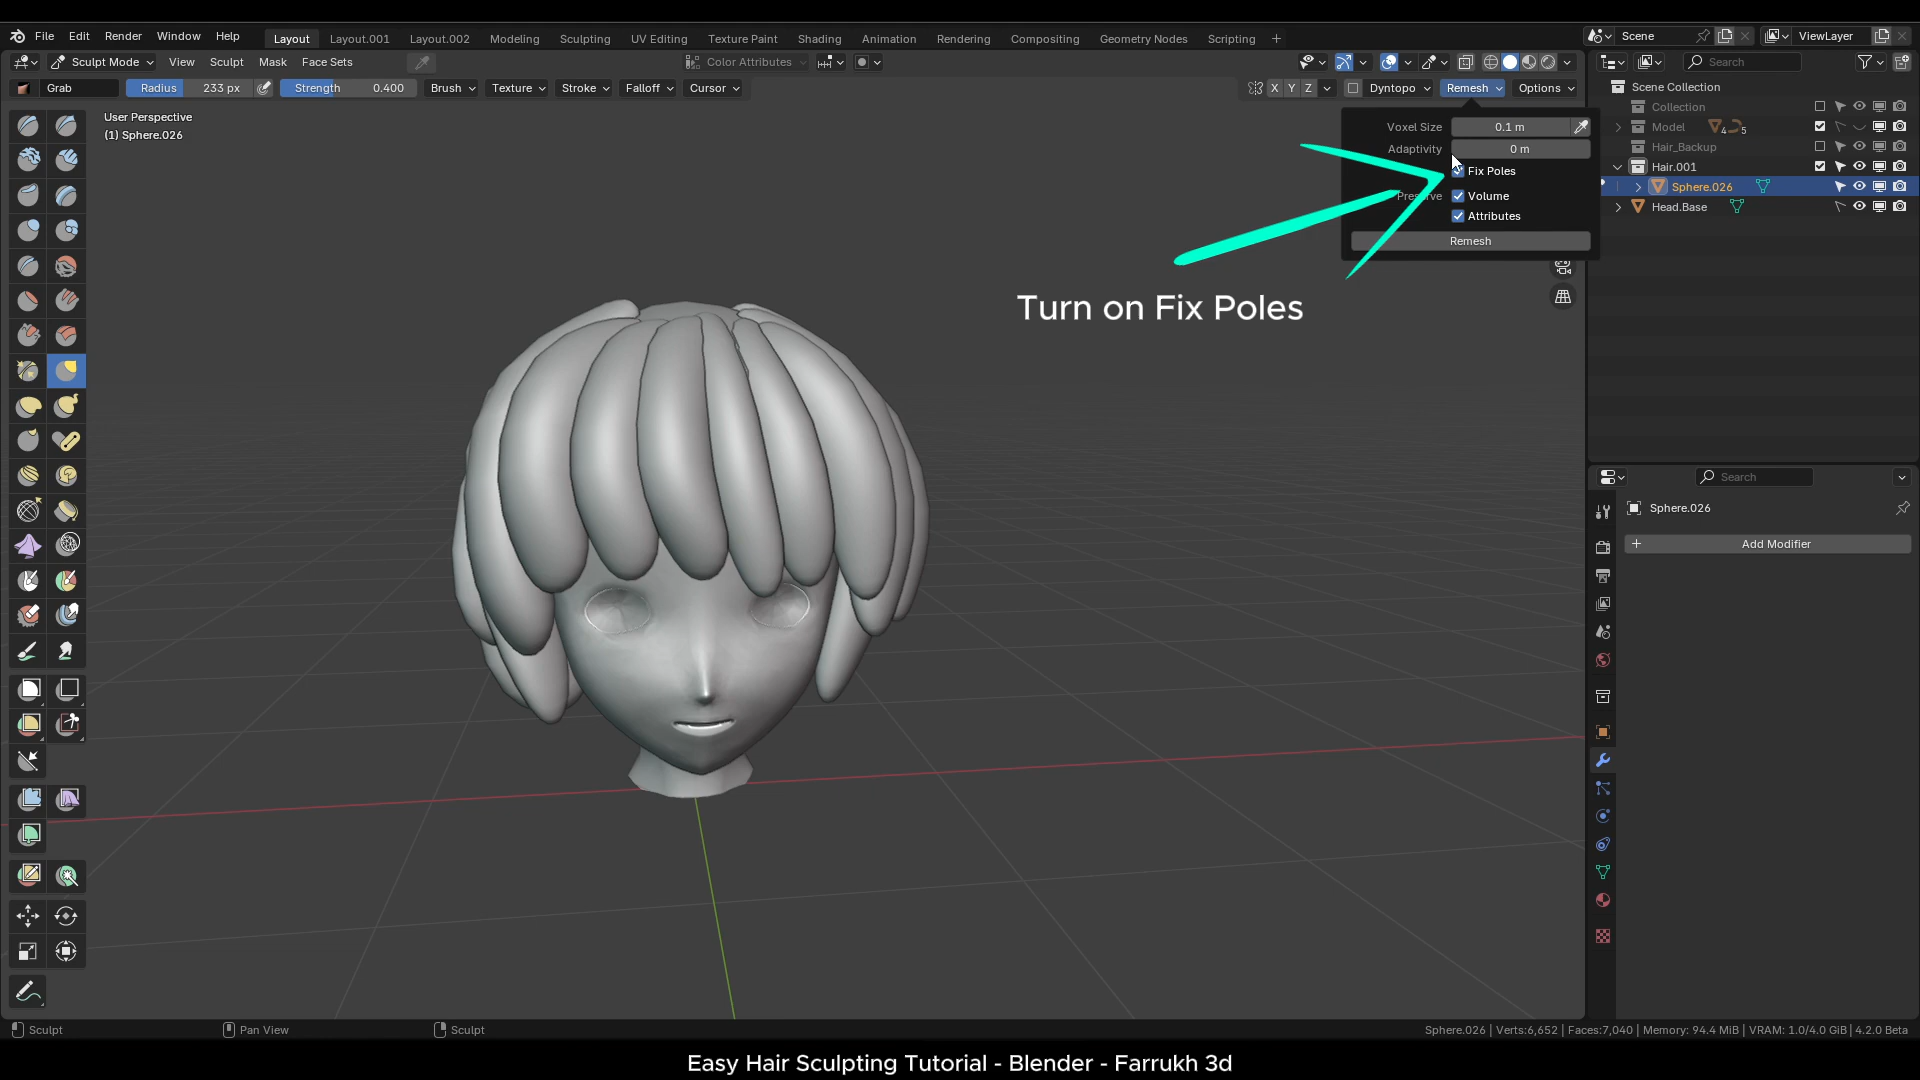 File Edit Render Window Help Layout Layout.001 Layout.002 Modeling Sculpting UV Editing Texture Paint Shading Animation Rendering Compositing Geometry Nodes Scripting + Scene ViewLayer
Sculpt Mode View Sculpt Mask Face Sets Color Attributes Search
Grab Radius 233 px Strength 0.400 Brush Texture Stroke Falloff Cursor X Y Z Dyntopo Remesh Options
Scene Collection
Collection
Model 4 5
Hair_Backup
Hair.001
Sphere.026
Head.Base
User Perspective
(1) Sphere.026
Voxel Size 0.1 m
Adaptivity 0 m
Fix Poles
Preserve Volume
Attributes
Remesh
Turn on Fix Poles
Search
Sphere.026
+ Add Modifier
Sculpt Pan View Sculpt Sphere.026 | Verts:6,652 | Faces:7,040 | Memory: 94.4 MiB | VRAM: 1.0/4.0 GiB | 4.2.0 Beta
Easy Hair Sculpting Tutorial - Blender - Farrukh 3d